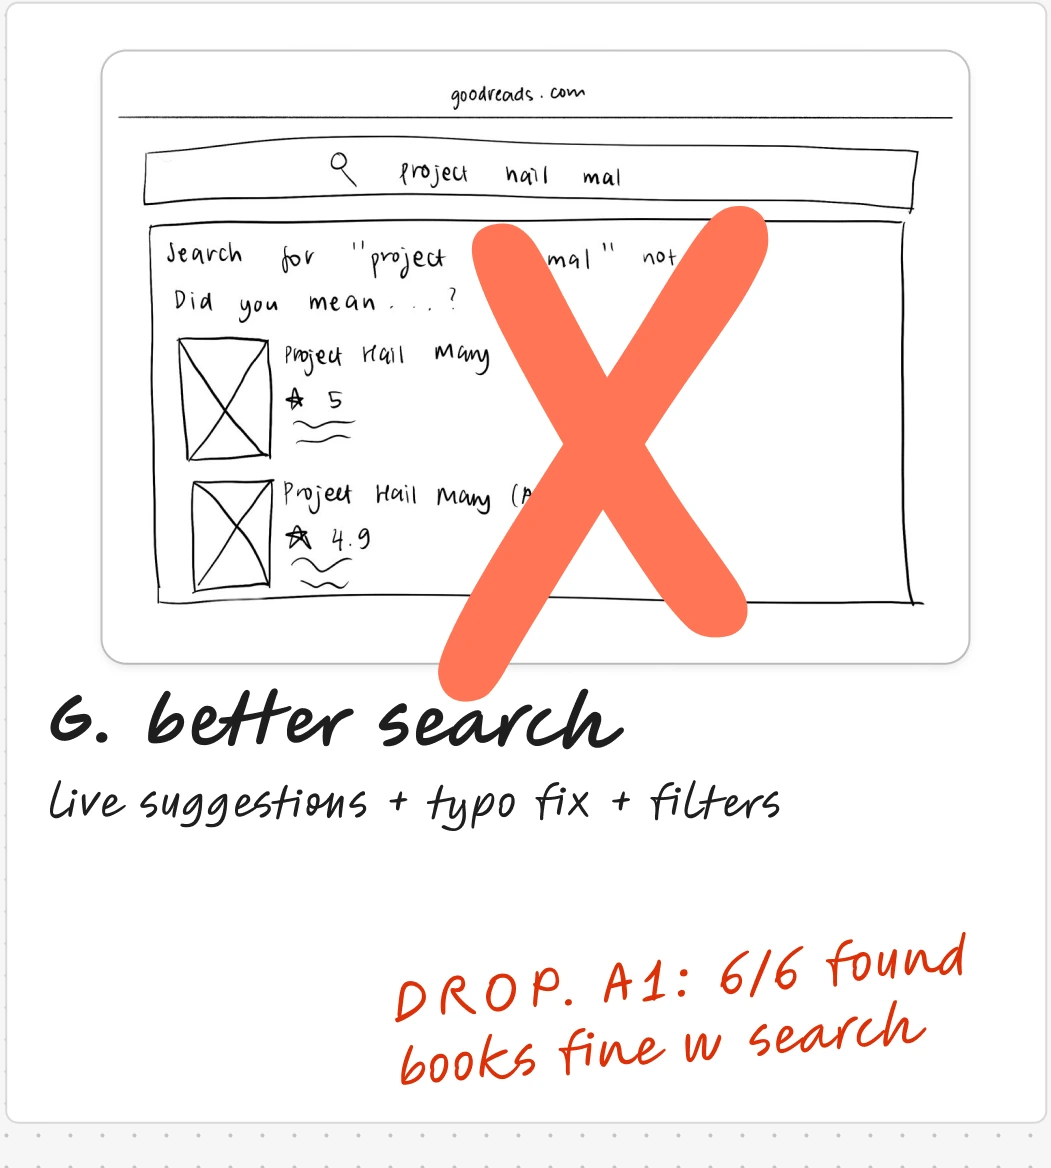 goodreads.com
project hail mal
Search for "project mal" not
Did you mean...?
Project Hail Mary
5
Project Hail Mary (
4.9
G. better search
live suggestions + typo fix + filters
DROP. A1: 6/6 found
books fine w search